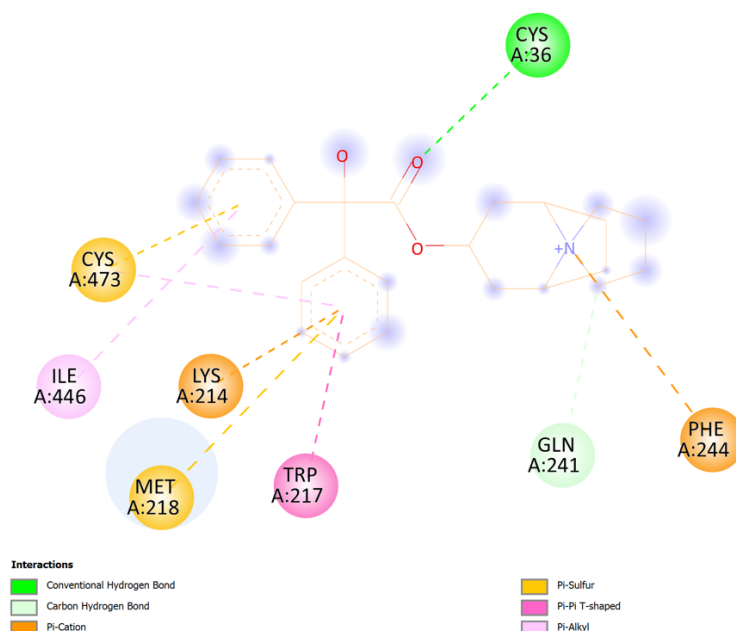 CYS
A:36
O
O
O
+N
CYS
A:473
ILE
A:446
LYS
A:214
MET
A:218
TRP
A:217
GLN
A:241
PHE
A:244
Interactions
Conventional Hydrogen Bond
Carbon Hydrogen Bond
Pi-Cation
Pi-Sulfur
Pi-Pi T-shaped
Pi-Alkyl